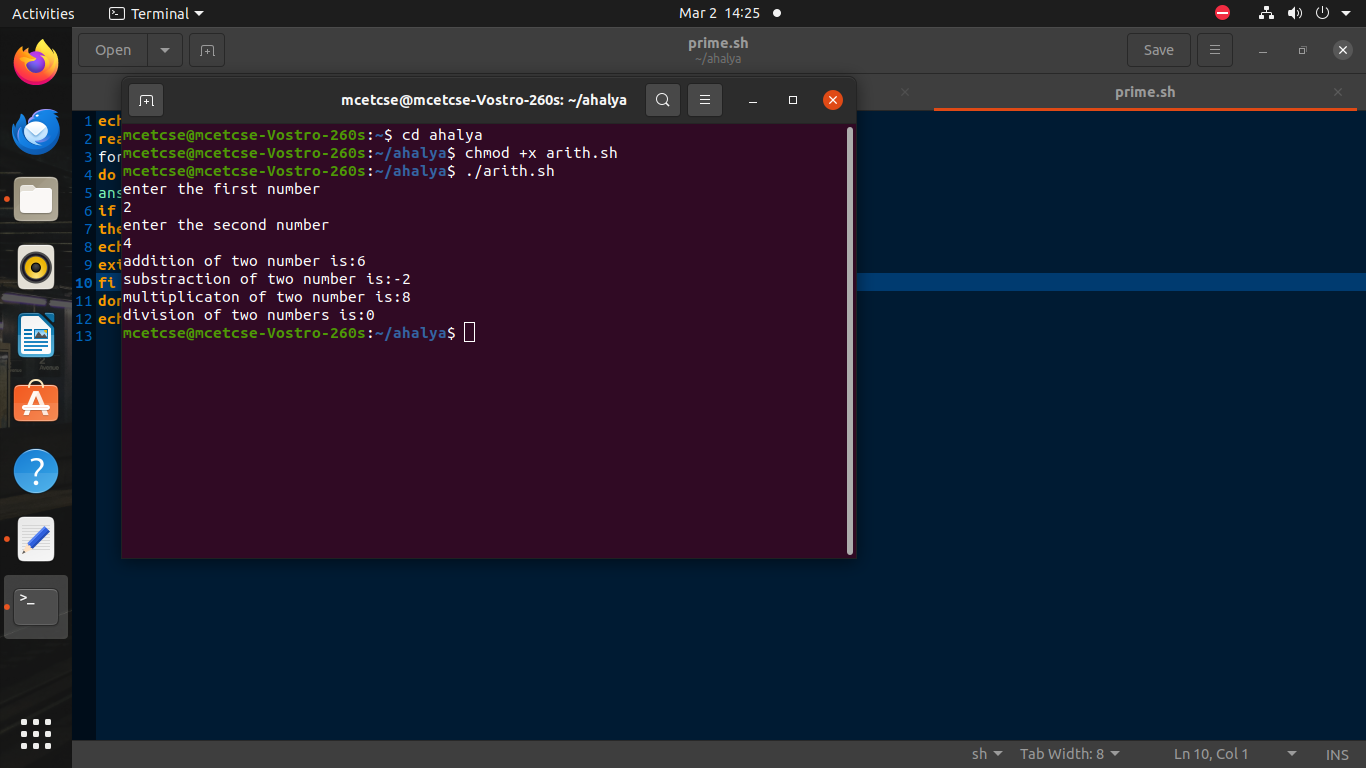 Activities
Terminal
Mar 2 14:25
Open
prime.sh
~/ahalya
Save
prime.sh
mcetcse@mcetcse-Vostro-260s: ~/ahalya
mcetcse@mcetcse-Vostro-260s:~$ cd ahalya
mcetcse@mcetcse-Vostro-260s:~/ahalya$ chmod +x arith.sh
mcetcse@mcetcse-Vostro-260s:~/ahalya$ ./arith.sh
enter the first number
2
enter the second number
4
addition of two number is:6
substraction of two number is:-2
multiplicaton of two number is:8
division of two numbers is:0
mcetcse@mcetcse-Vostro-260s:~/ahalya$
1 ech
2 rea
3 for
4 do
5 ans
6 if
7 the
8 ech
9 exi
10 fi
11 don
12 ech
13
sh
Tab Width: 8
Ln 10, Col 1
INS